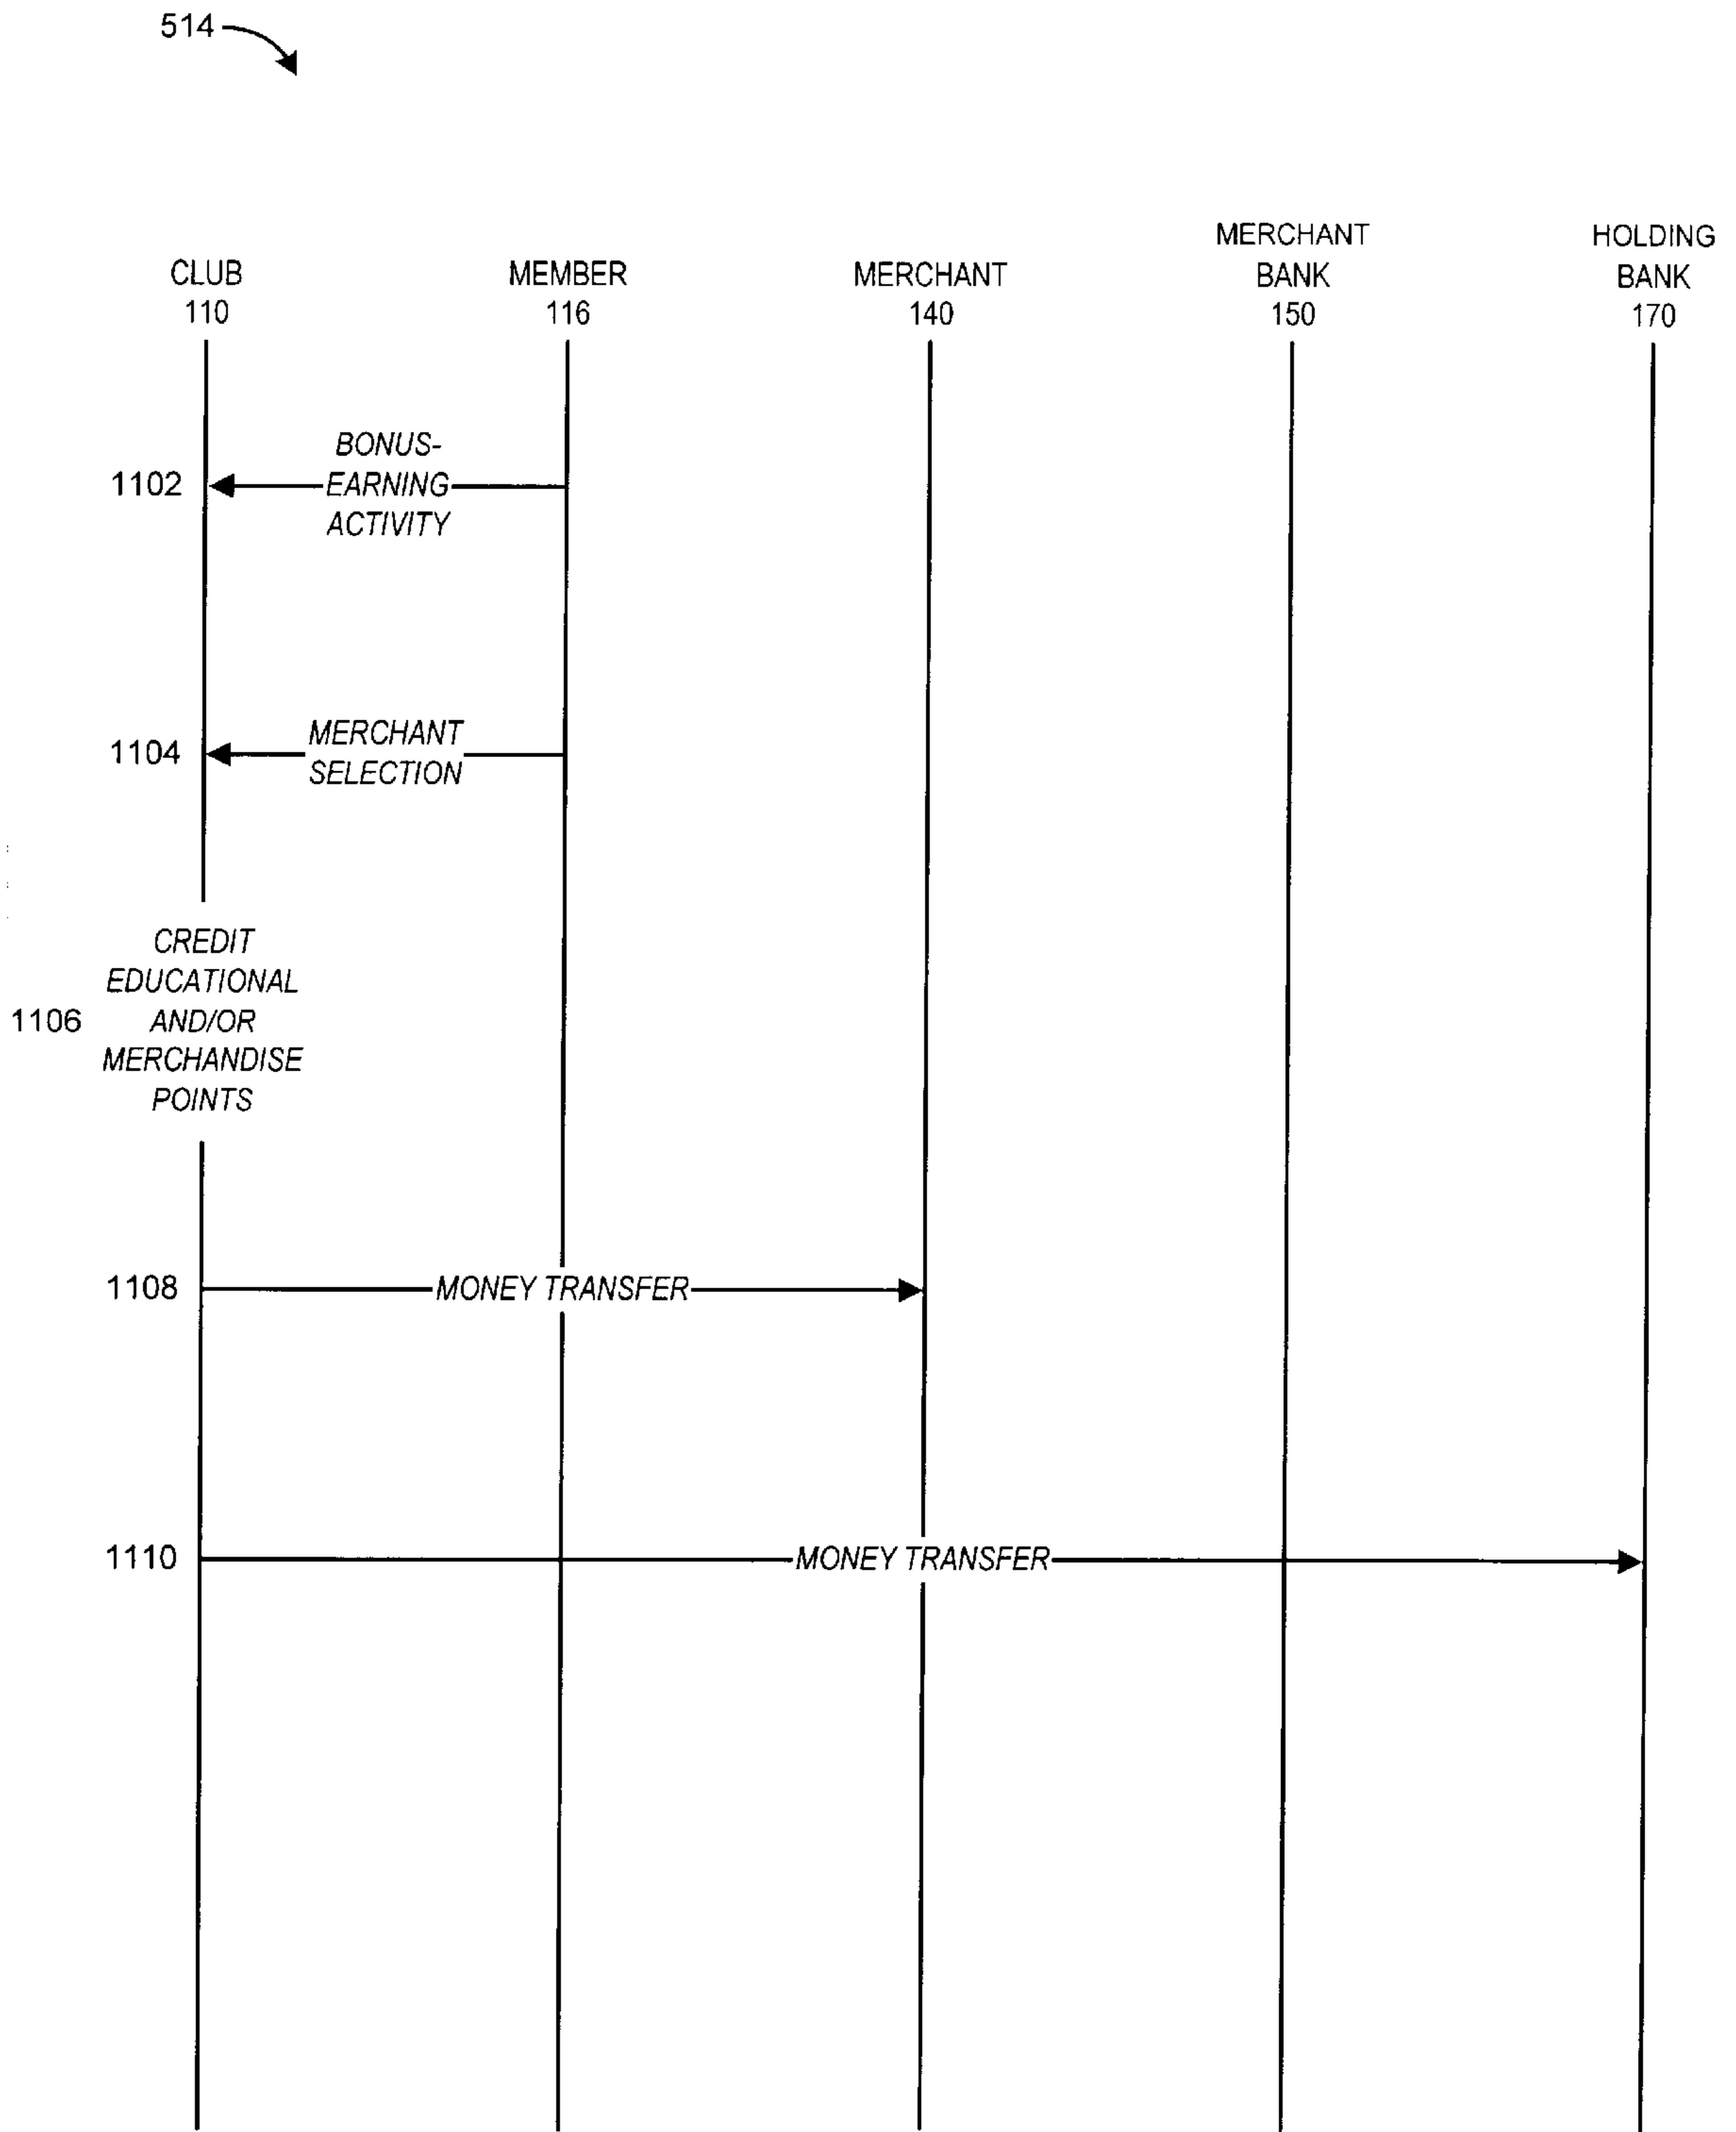 514
CLUB
110
MEMBER
116
MERCHANT
140
MERCHANT
BANK
150
HOLDING
BANK
170
1102
BONUS-
EARNING
ACTIVITY
1104
MERCHANT
SELECTION
1106
CREDIT
EDUCATIONAL
AND/OR
MERCHANDISE
POINTS
1108
MONEY TRANSFER
1110
MONEY TRANSFER